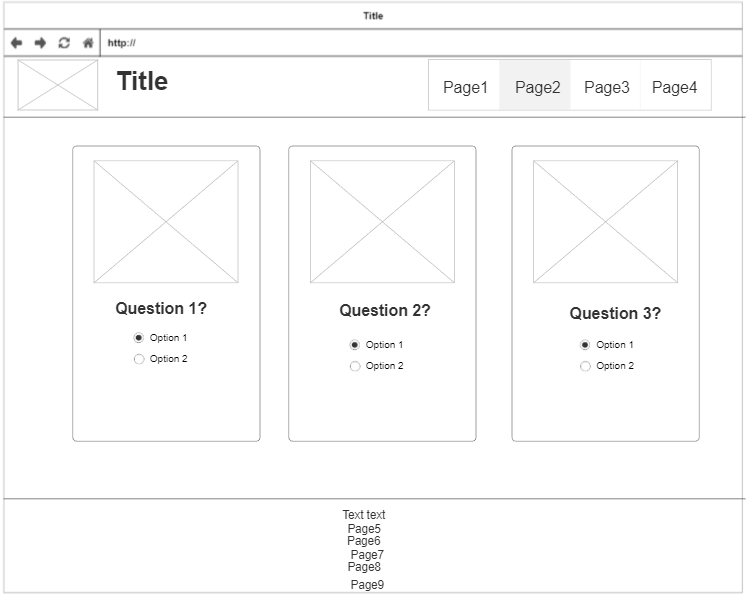 Title
http://
Title
Page1 Page2 Page3 Page4
Question 1?
Option 1
Option 2
Question 2?
Option 1
Option 2
Question 3?
Option 1
Option 2
Text text
Page5
Page6
Page7
Page8
Page9